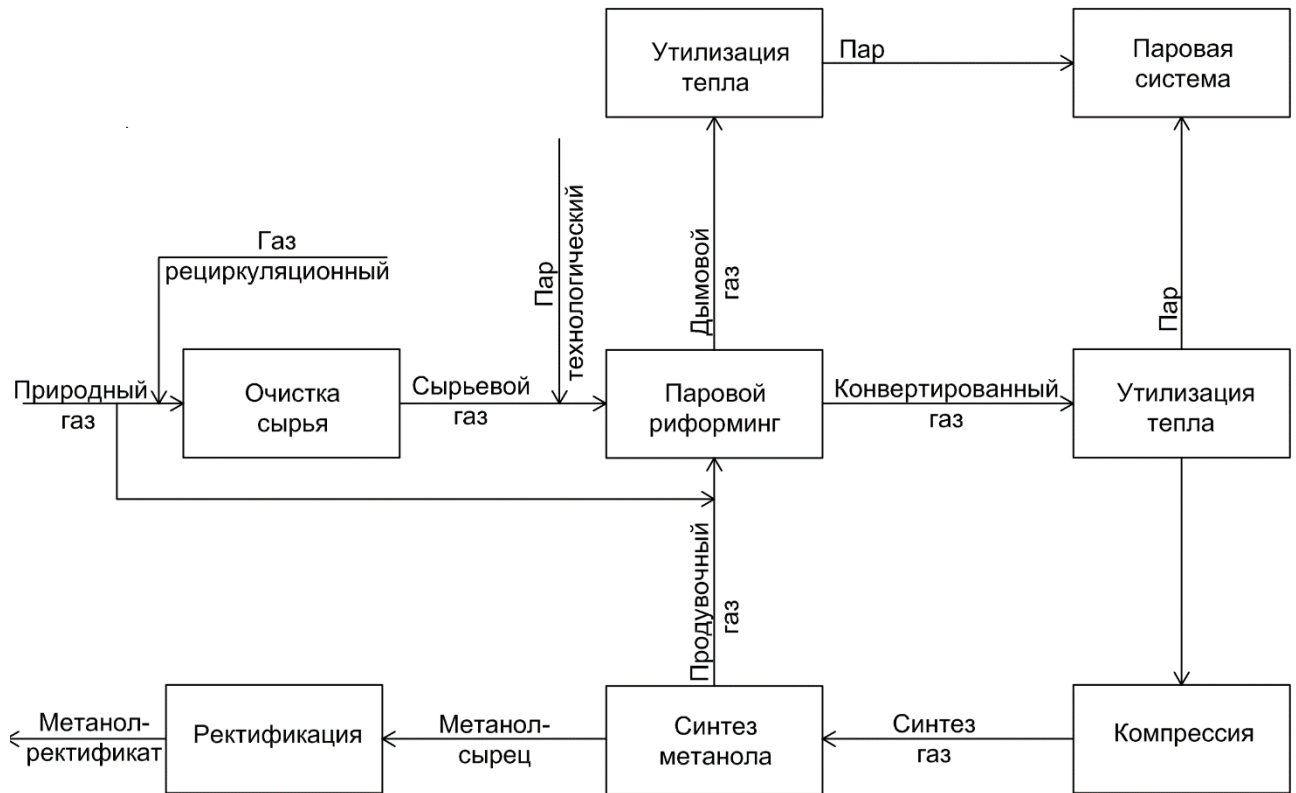 Утилизация
тепла
Пар
Паровая
система
Газ
рециркуляционный
Пар
технологический
Дымовой
газ
Пар
Природный
газ
Очистка
сырья
Сырьевой
газ
Паровой
риформинг
Конвертированный
газ
Утилизация
тепла
Продувочный
газ
Метанол-
ректификат
Ректификация
Метанол-
сырец
Синтез
метанола
Синтез
газ
Компрессия